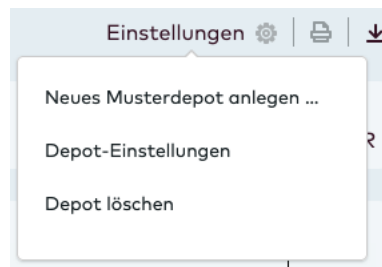 Einstellungen
Neues Musterdepot anlegen ...
R
Depot-Einstellungen
Depot löschen